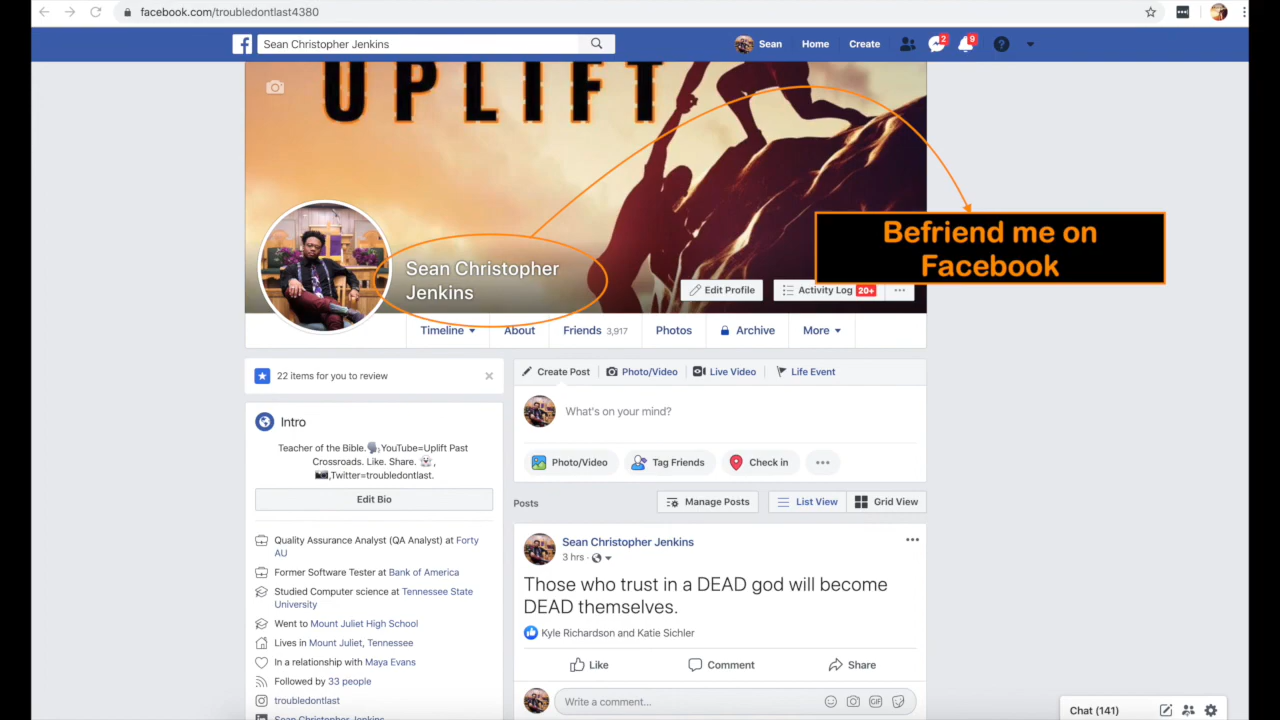 facebook.com/troubledontlast4380
Sean Christopher Jenkins
Sean
Home
Create
2
9
?
UPLIFT
Befriend me on
Facebook
Sean Christopher
Jenkins
Edit Profile
Activity Log 20+
Timeline
About
Friends 3,917
Photos
Archive
More
22 items for you to review
Create Post
Photo/Video
Live Video
Life Event
What's on your mind?
Intro
Teacher of the Bible.🗣️YouTube=Uplift Past
Crossroads. Like. Share. 👻,
📷,Twitter=troubledontlast.
Edit Bio
Photo/Video
Tag Friends
Check in
Posts
Manage Posts
List View
Grid View
Quality Assurance Analyst (QA Analyst) at Forty
AU
Former Software Tester at Bank of America
Studied Computer science at Tennessee State
University
Went to Mount Juliet High School
Lives in Mount Juliet, Tennessee
In a relationship with Maya Evans
Followed by 33 people
troubledontlast
Sean Christopher Jenkins
Sean Christopher Jenkins
3 hrs ·
Those who trust in a DEAD god will become
DEAD themselves.
Kyle Richardson and Katie Sichler
Like
Comment
Share
Write a comment...
GIF
Chat (141)